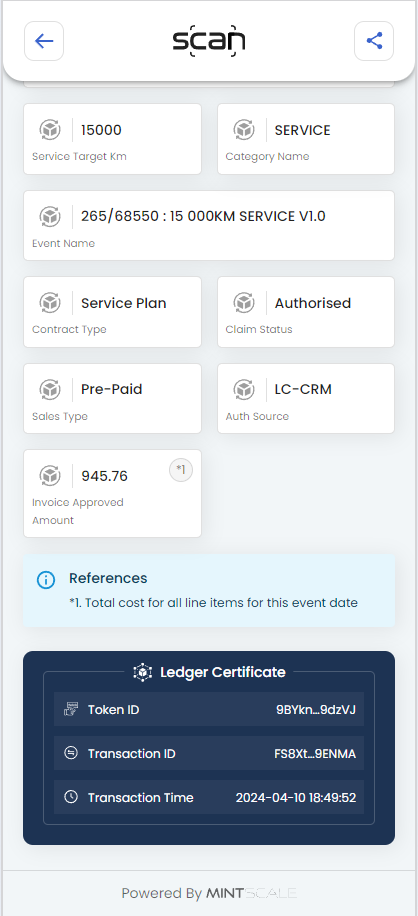 scan
15000
Service Target Km
SERVICE
Category Name
265/68550 : 15 000KM SERVICE V1.0
Event Name
Service Plan
Contract Type
Authorised
Claim Status
Pre-Paid
Sales Type
LC-CRM
Auth Source
945.76
*1
Invoice Approved
Amount
References
*1. Total cost for all line items for this event date
Ledger Certificate
Token ID 9BYkn...9dzVJ
Transaction ID FS8Xt...9ENMA
Transaction Time 2024-04-10 18:49:52
Powered By MINTSCALE